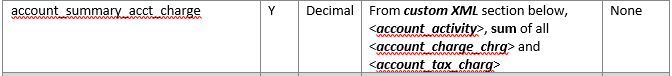 account_summary_acct_charge Y Decimal From custom XML section below, None
<account_activity>, sum of all
<account_charge_chrg> and
<account_tax_charg>